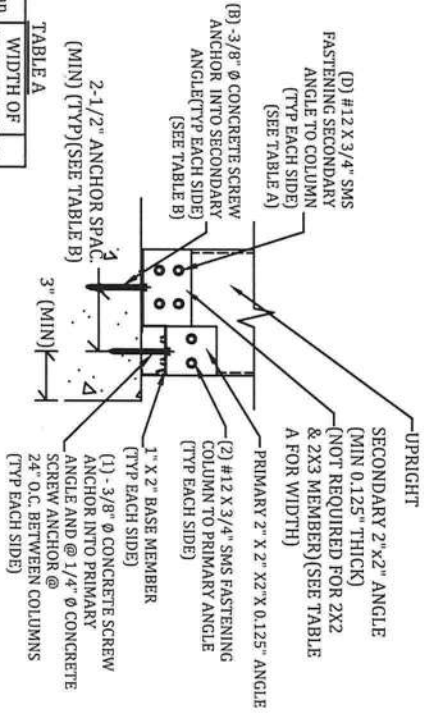 UPRIGHT
SECONDARY 2"x2" ANGLE
(MIN 0.125" THICK)
(NOT REQUIRED FOR 2X2
& 2X3 MEMBER)(SEE TABLE
A FOR WIDTH)
PRIMARY 2" X 2" X2"X 0.125" ANGLE
(2) #12 X 3/4" SMS FASTENING
COLUMN TO PRIMARY ANGLE
(TYP EACH SIDE)
1" X 2" BASE MEMBER
(TYP EACH SIDE)
(1) - 3/8" Ø CONCRETE SCREW
ANCHOR INTO PRIMARY
ANGLE AND @ 1/4" Ø CONCRETE
SCREW ANCHOR @
24" O.C. BETWEEN COLUMNS
(TYP EACH SIDE)
(D) #12 X 3/4" SMS
FASTENING SECONDARY
ANGLE TO COLUMN
(TYP EACH SIDE)
(SEE TABLE A)
(B) -3/8" Ø CONCRETE SCREW
ANCHOR INTO SECONDARY
ANGLE(TYP EACH SIDE)
(SEE TABLE B)
2-1/2" ANCHOR SPAC.
(MIN) (TYP)(SEE TABLE B)
3" (MIN)
TABLE A
WIDTH OF